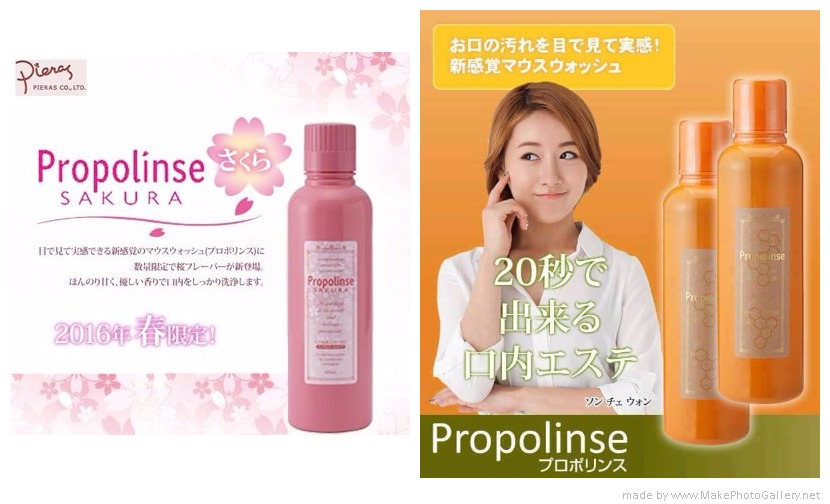 Pieras
PIERAS CO., LTD.
Propolinse
さくら
SAKURA
目で見て実感できる新感覚のマウスウォッシュ(プロポリンス)に
数量限定で桜フレーバーが新登場。
ほんのり甘く、優しい香りで口内をしっかり洗浄します。
2016年 春限定!
Propolinse
SAKURA
お口の汚れを目で見て実感!
新感覚マウスウォッシュ
Propolinse
20秒で
出来る
口内エステ
ソン チェ ウォン
Propolinse
プロポリンス
made by www.MakePhotoGallery.net